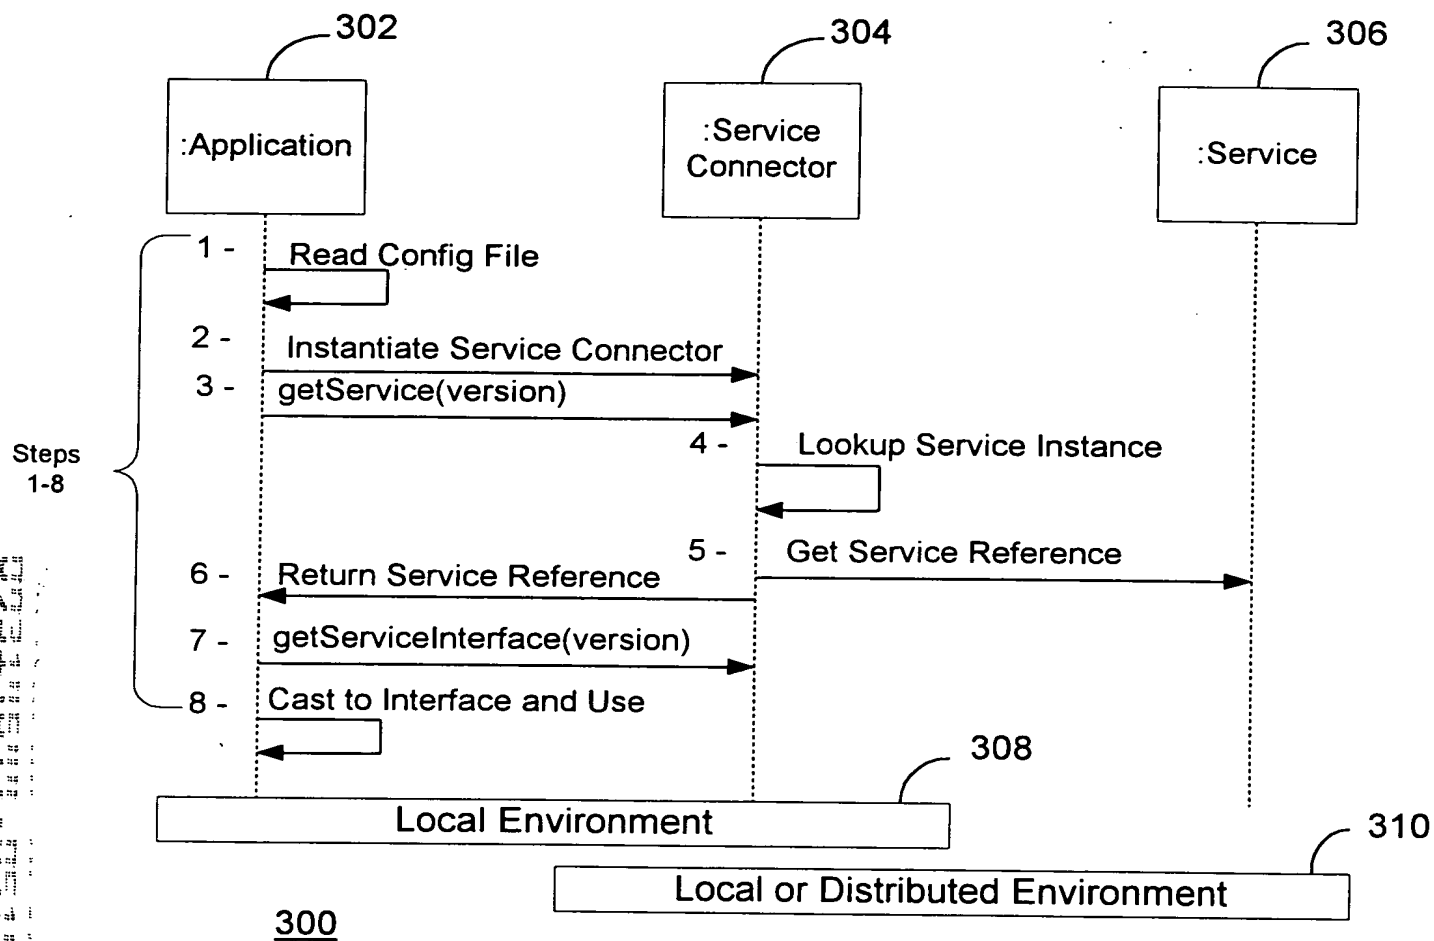 302
304
306
:Application
:Service
Connector
:Service
1 - Read Config File
2 - Instantiate Service Connector
3 - getService(version)
4 - Lookup Service Instance
5 - Get Service Reference
6 - Return Service Reference
7 - getServiceInterface(version)
8 - Cast to Interface and Use
Steps
1-8
308
Local Environment
310
Local or Distributed Environment
300